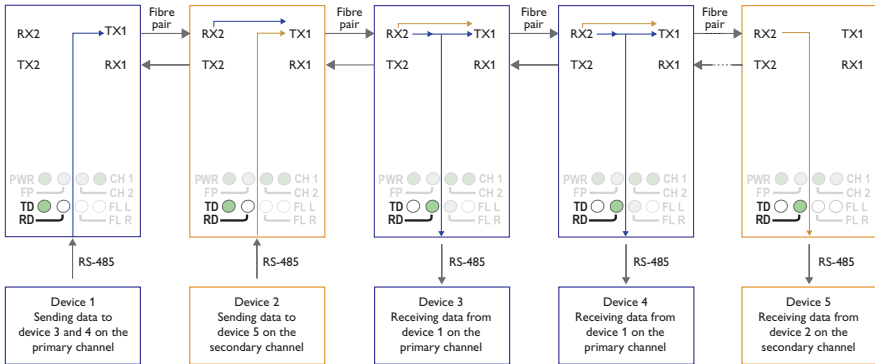 Fibre pair
Fibre pair
Fibre pair
Fibre pair
RX2 TX1
TX2 RX1
PWR CH 1
FP CH 2
TD FL L
RD FL R
RS-485
Device 1
Sending data to
device 3 and 4 on the
primary channel
RX2 TX1
TX2 RX1
PWR CH 1
FP CH 2
TD FL L
RD FL R
RS-485
Device 2
Sending data to
device 5 on the
secondary channel
RX2 TX1
TX2 RX1
PWR CH 1
FP CH 2
TD FL L
RD FL R
RS-485
Device 3
Receiving data from
device 1 on the
primary channel
RX2 TX1
TX2 RX1
PWR CH 1
FP CH 2
TD FL L
RD FL R
RS-485
Device 4
Receiving data from
device 1 on the
primary channel
RX2 TX1
TX2 RX1
PWR CH 1
FP CH 2
TD FL L
RD FL R
RS-485
Device 5
Receiving data from
device 2 on the
secondary channel